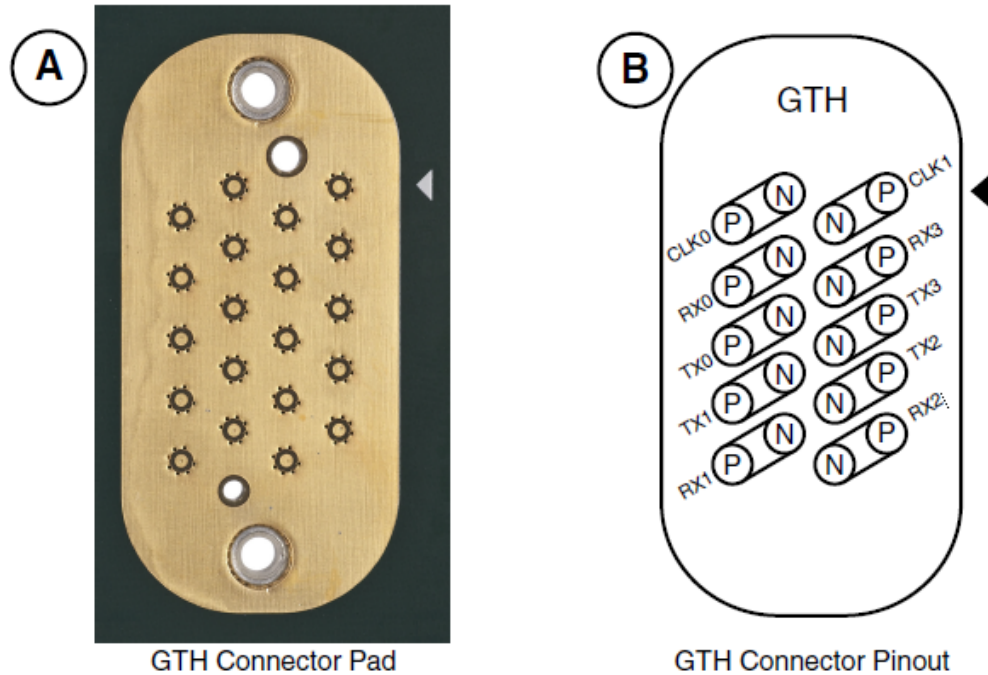 A
B
GTH
CLK0
P
N
N
P
CLK1
RX0
P
N
N
P
RX3
TX0
P
N
N
P
TX3
TX1
P
N
N
P
TX2
RX1
P
N
N
P
RX2
GTH Connector Pad
GTH Connector Pinout